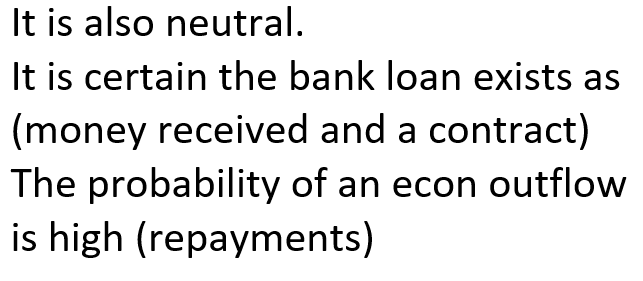 It is also neutral.
It is certain the bank loan exists as
(money received and a contract)
The probability of an econ outflow
is high (repayments)